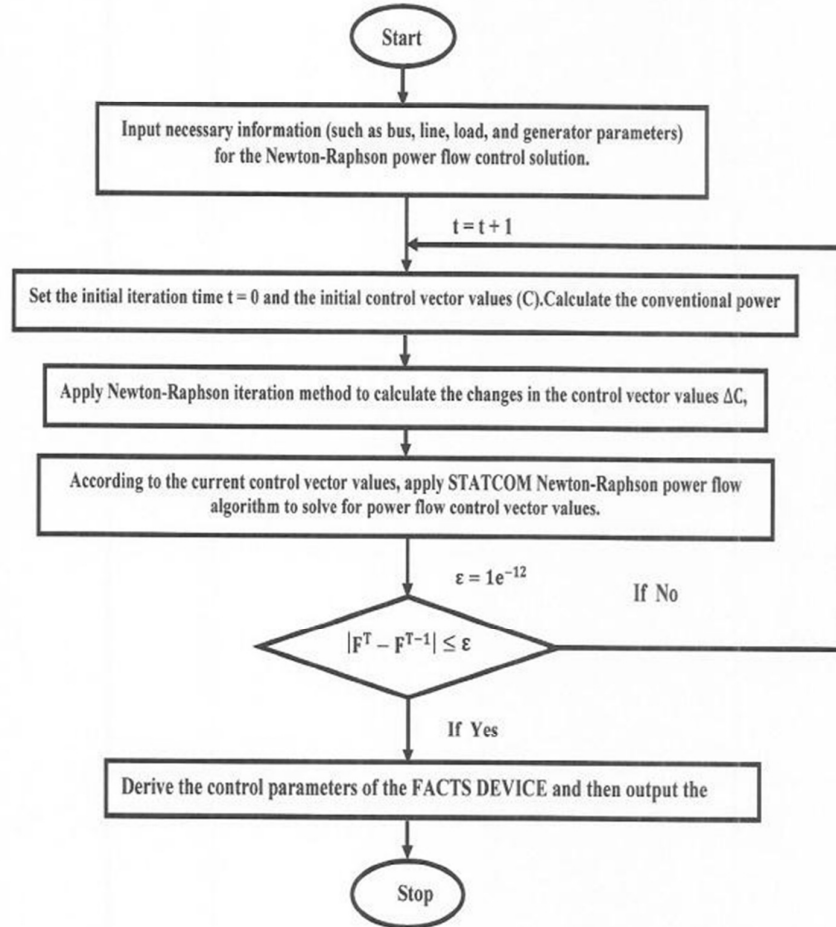 Start
Input necessary information (such as bus, line, load, and generator parameters)
for the Newton-Raphson power flow control solution.
t = t + 1
Set the initial iteration time t = 0 and the initial control vector values (C).Calculate the conventional power
Apply Newton-Raphson iteration method to calculate the changes in the control vector values ΔC,
According to the current control vector values, apply STATCOM Newton-Raphson power flow
algorithm to solve for power flow control vector values.
ε = 1e⁻¹²
If No
|Fᵀ − Fᵀ⁻¹| ≤ ε
If Yes
Derive the control parameters of the FACTS DEVICE and then output the
Stop